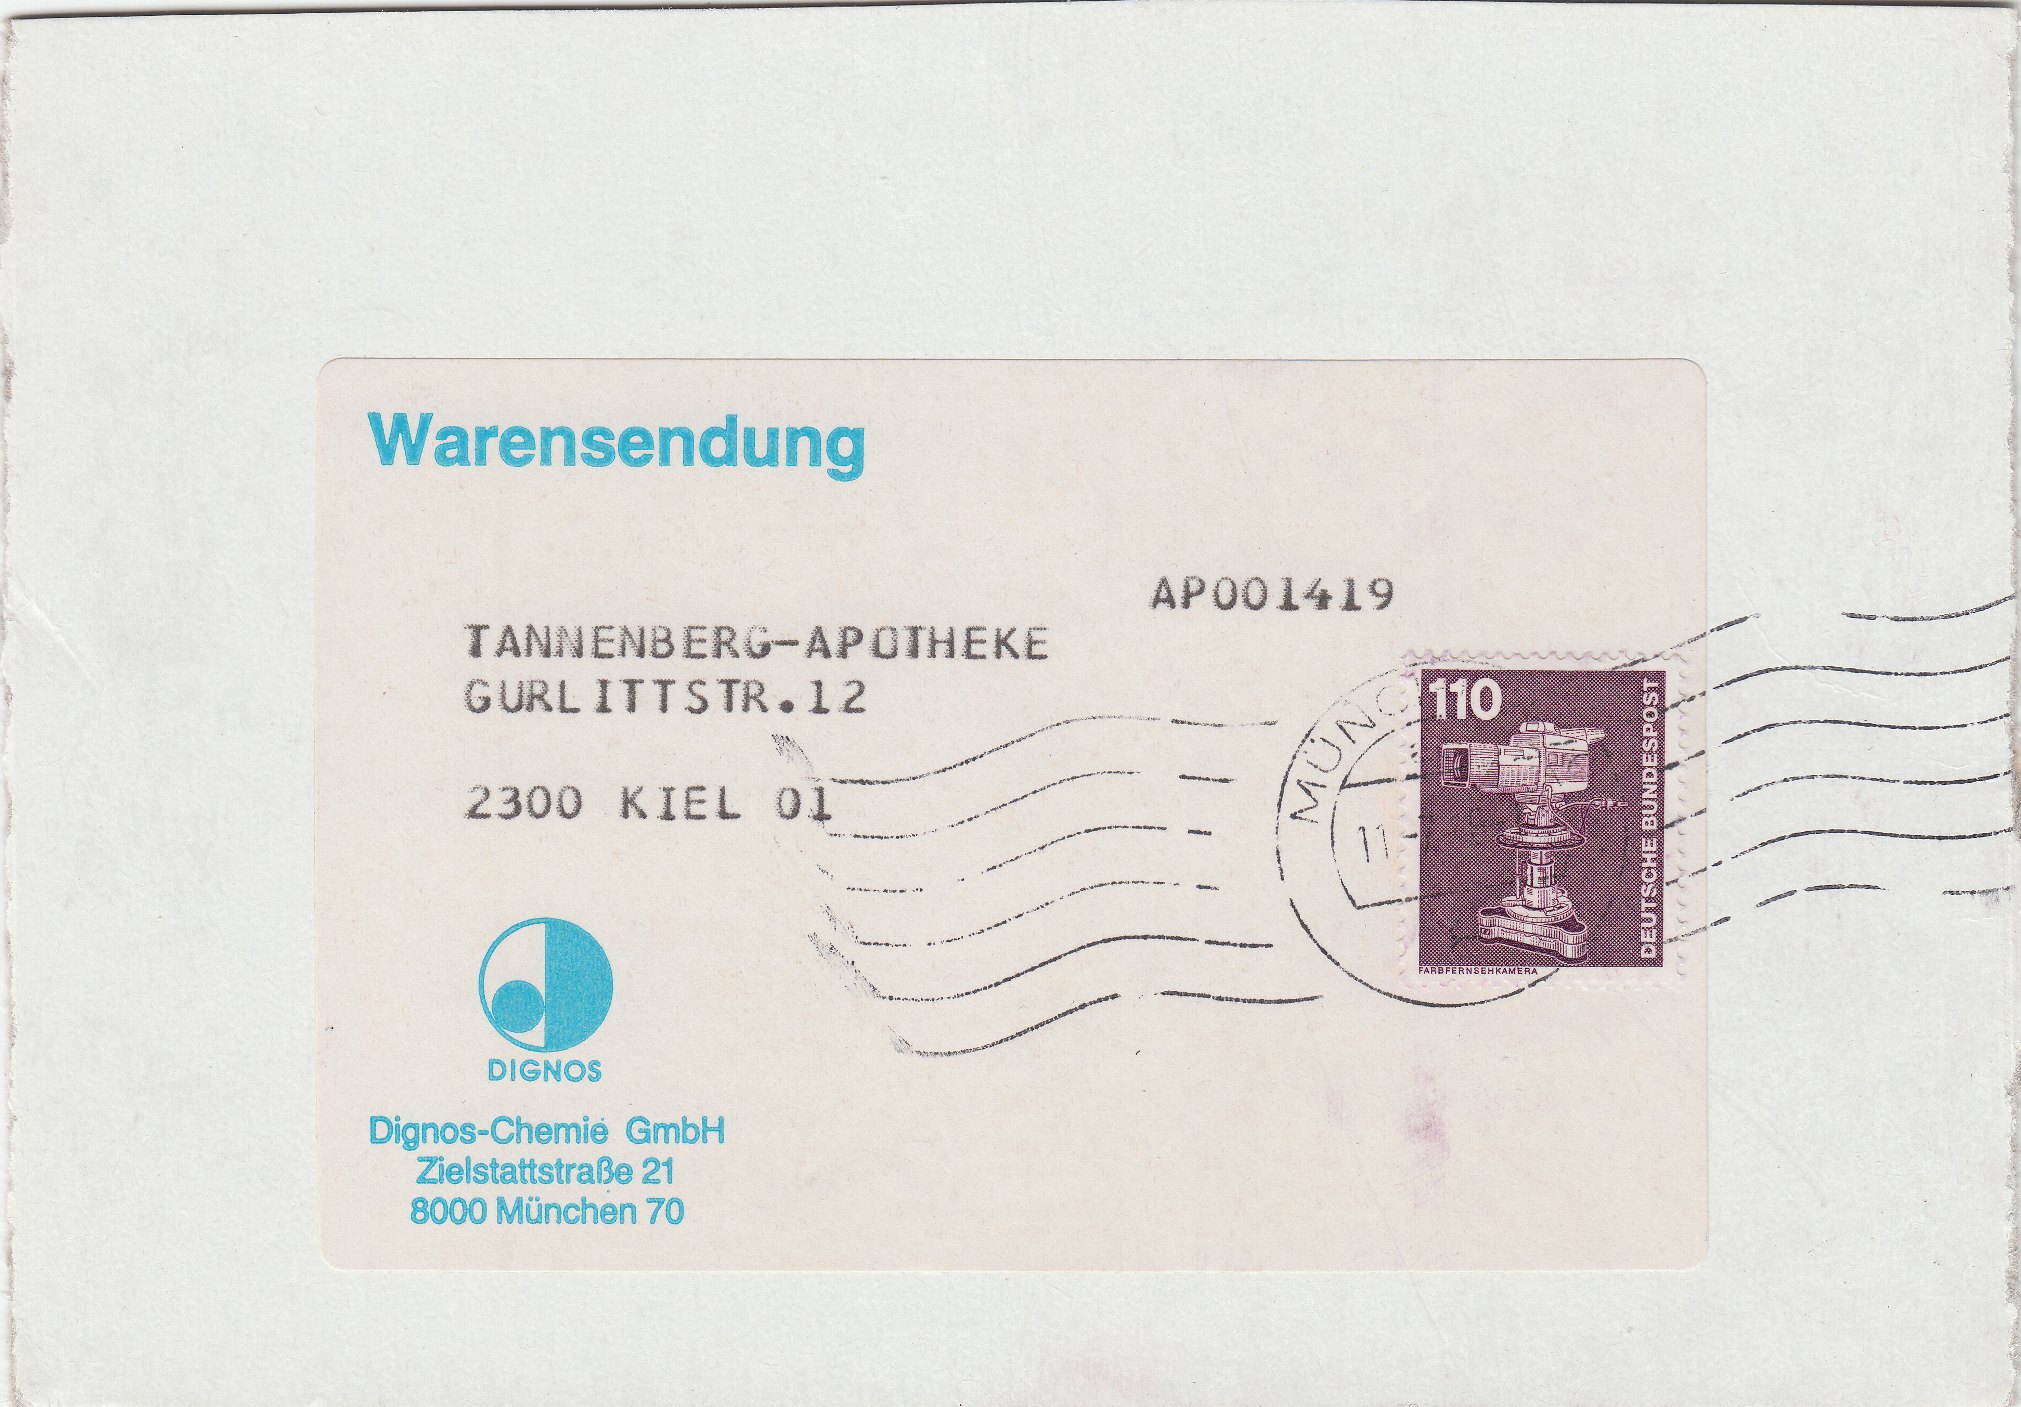 Warensendung
AP001419
TANNENBERG-APOTHEKE
GURLITTSTR.12
2300 KIEL 01
MÜNC
11
110
DEUTSCHE BUNDESPOST
FARBFERNSEHKAMERA
DIGNOS
Dignos-Chemie GmbH
Zielstattstraße 21
8000 München 70